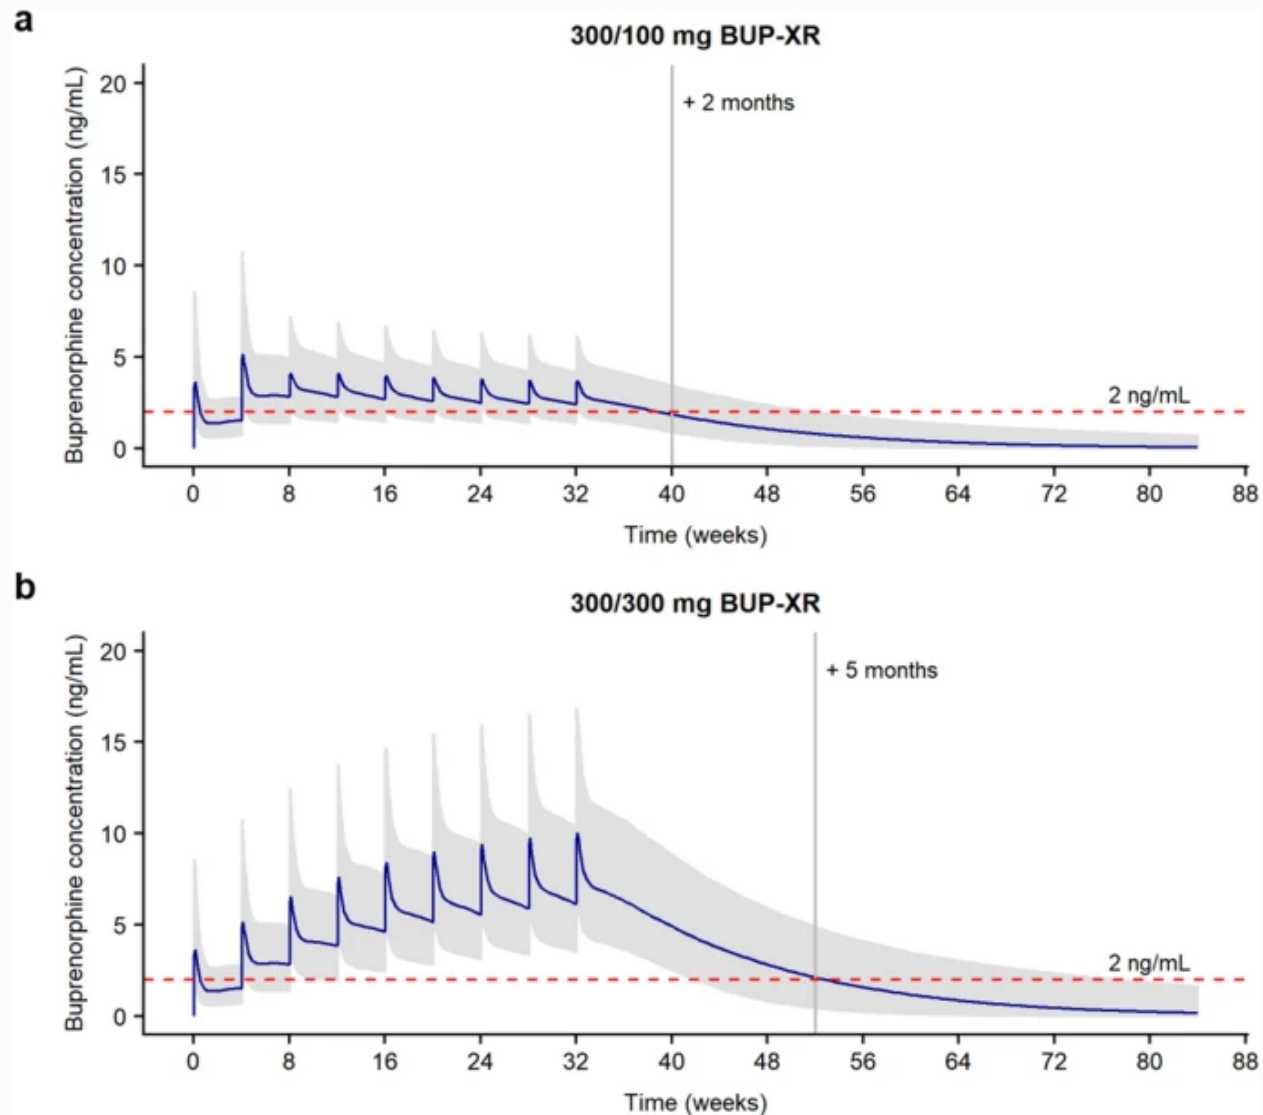 a
300/100 mg BUP-XR
Buprenorphine concentration (ng/mL)
20
15
10
5
0
+ 2 months
2 ng/mL
0 8 16 24 32 40 48 56 64 72 80 88
Time (weeks)
b
300/300 mg BUP-XR
Buprenorphine concentration (ng/mL)
20
15
10
5
0
+ 5 months
2 ng/mL
0 8 16 24 32 40 48 56 64 72 80 88
Time (weeks)